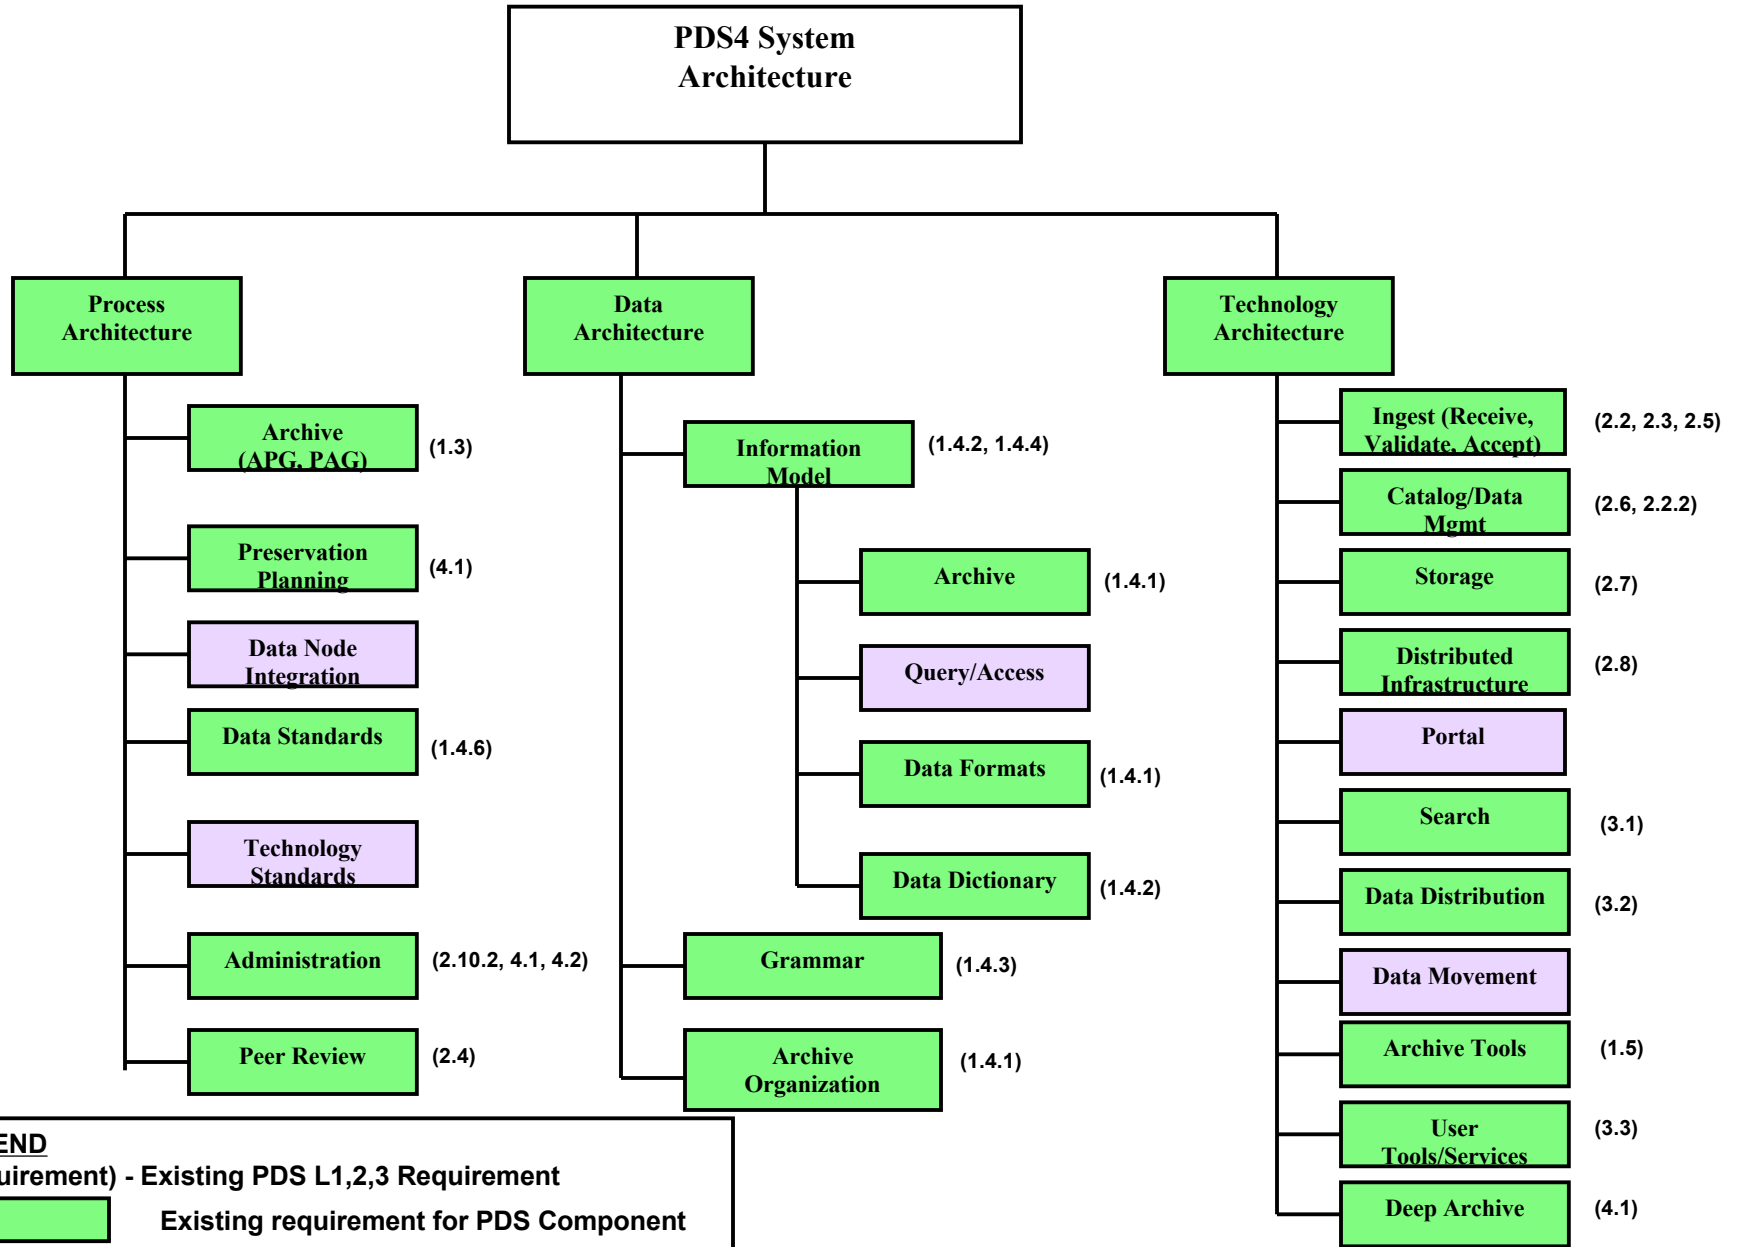 PDS4 System
Architecture
Process
Architecture
Data
Architecture
Technology
Architecture
Archive
(APG, PAG)
(1.3)
Preservation
Planning
(4.1)
Data Node
Integration
Data Standards
(1.4.6)
Technology
Standards
Administration
(2.10.2, 4.1, 4.2)
Peer Review
(2.4)
Information
Model
(1.4.2, 1.4.4)
Archive
(1.4.1)
Query/Access
Data Formats
(1.4.1)
Data Dictionary
(1.4.2)
Grammar
(1.4.3)
Archive
Organization
(1.4.1)
Ingest (Receive,
Validate, Accept)
(2.2, 2.3, 2.5)
Catalog/Data
Mgmt
(2.6, 2.2.2)
Storage
(2.7)
Distributed
Infrastructure
(2.8)
Portal
Search
(3.1)
Data Distribution
(3.2)
Data Movement
Archive Tools
(1.5)
User
Tools/Services
(3.3)
Deep Archive
(4.1)
END
uirement) - Existing PDS L1,2,3 Requirement
Existing requirement for PDS Component